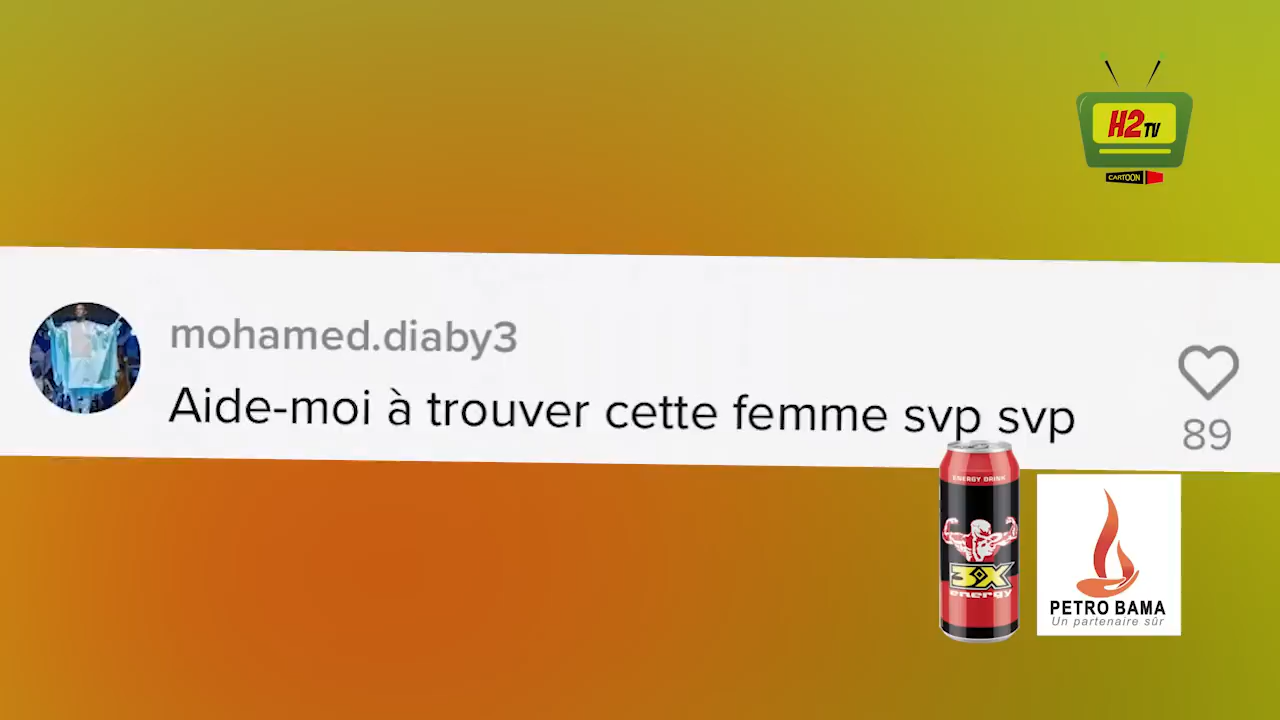 H2TV
CARTOON
mohamed.diaby3
Aide-moi à trouver cette femme svp svp
89
ENERGY DRINK
3X
energy
PETRO BAMA
Un partenaire sûr